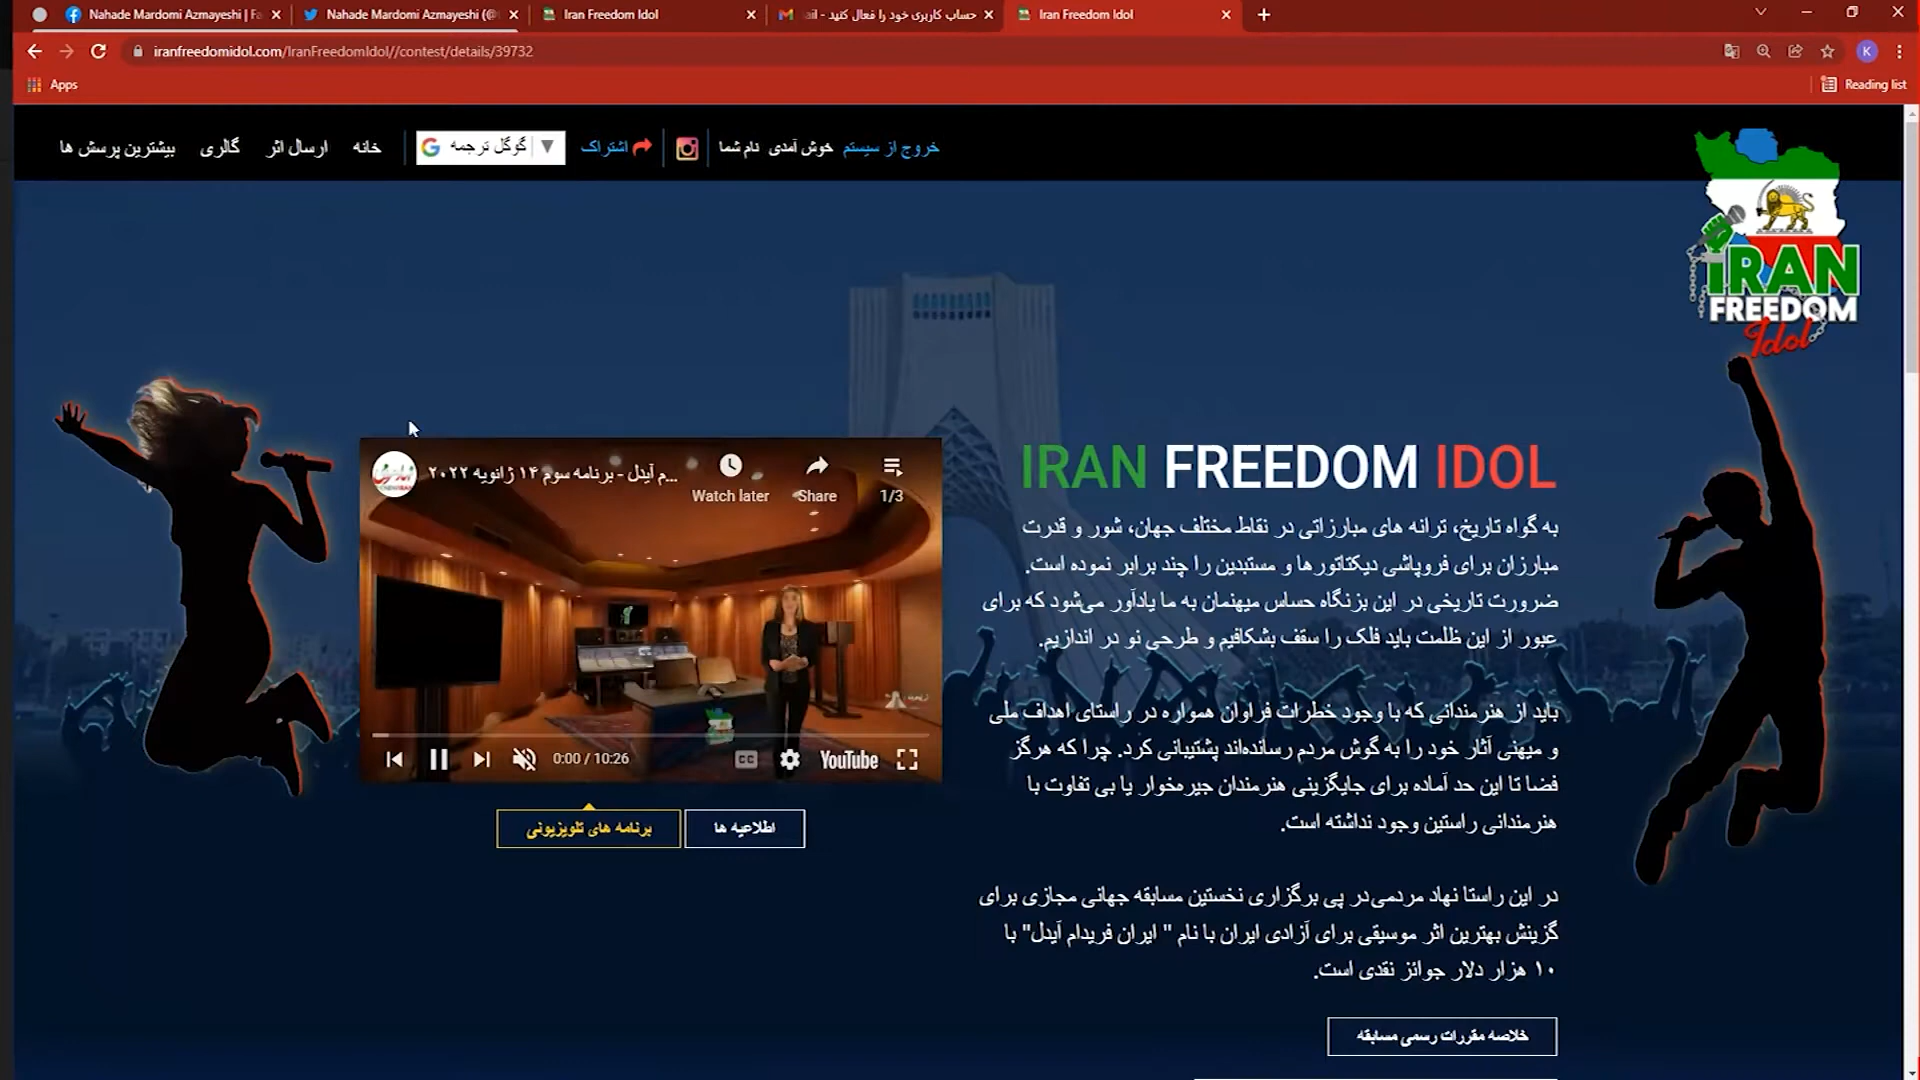 Nahade Mardomi Azmayeshi | Fa
Nahade Mardomi Azmayeshi (@
Iran Freedom Idol
حساب کاربری خود را فعال کنید - ail
Iran Freedom Idol
iranfreedomidol.com/IranFreedomIdol//contest/details/39732
K
Apps
Reading list
خانه
ارسال اثر
گالری
بیشترین پرسش ها
گوگل ترجمه
اشتراک
خروج از سیستم
خوش آمدی نام شما
IRAN
FREEDOM
Idol
م آیدل - برنامه سوم ۱۴ ژانویه ۲۰۲۲...
Watch later
Share
1/3
0:00 / 10:26
CC
YouTube
برنامه های تلویزیونی
اطلاعیه ها
IRAN FREEDOM IDOL
به گواه تاریخ، ترانه های مبارزاتی در نقاط مختلف جهان، شور و قدرت
مبارزان برای فروپاشی دیکتاتورها و مستبدین را چند برابر نموده است.
ضرورت تاریخی در این بزنگاه حساس میهنمان به ما یادآور می‌شود که برای
عبور از این ظلمت باید فلک را سقف بشکافیم و طرحی نو در اندازیم.
باید از هنرمندانی که با وجود خطرات فراوان همواره در راستای اهداف ملی
و میهنی آثار خود را به گوش مردم رسانده‌اند پشتیبانی کرد. چرا که هرگز
فضا تا این حد آماده برای جایگزینی هنرمندان جیره‌خوار یا بی تفاوت با
هنرمندانی راستین وجود نداشته است.
در این راستا نهاد مردمی در پی برگزاری نخستین مسابقه جهانی مجازی برای
گزینش بهترین اثر موسیقی برای آزادی ایران با نام " ایران فریدام آیدل" با
۱۰ هزار دلار جوائز نقدی است.
خلاصه مقررات رسمی مسابقه